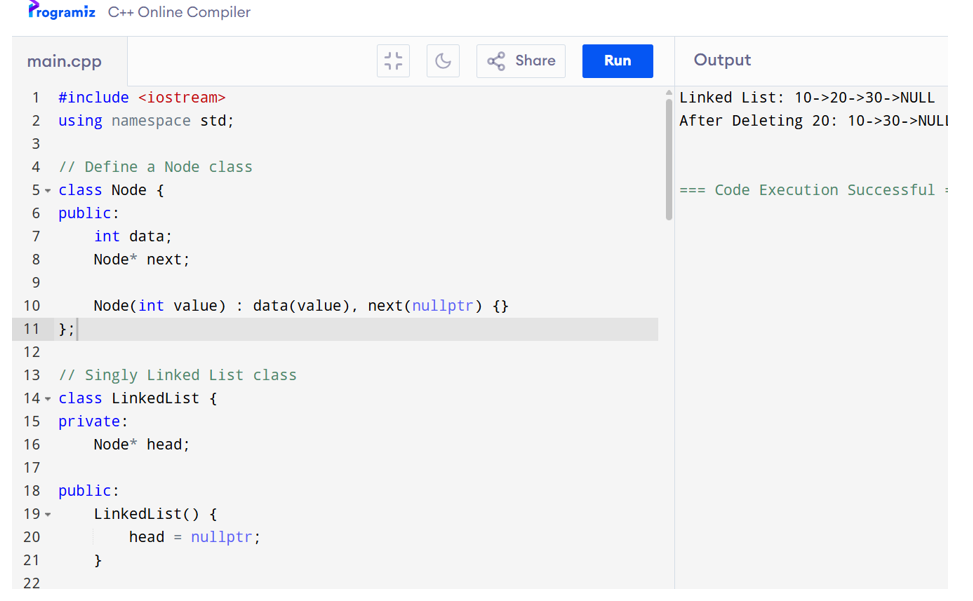 Programiz C++ Online Compiler
main.cpp Share Run Output
1 #include <iostream>
2 using namespace std;
3
4 // Define a Node class
5 class Node {
6 public:
7 int data;
8 Node* next;
9
10 Node(int value) : data(value), next(nullptr) {}
11 };
12
13 // Singly Linked List class
14 class LinkedList {
15 private:
16 Node* head;
17
18 public:
19 LinkedList() {
20 head = nullptr;
21 }
22
Linked List: 10->20->30->NULL
After Deleting 20: 10->30->NULL
=== Code Execution Successful =